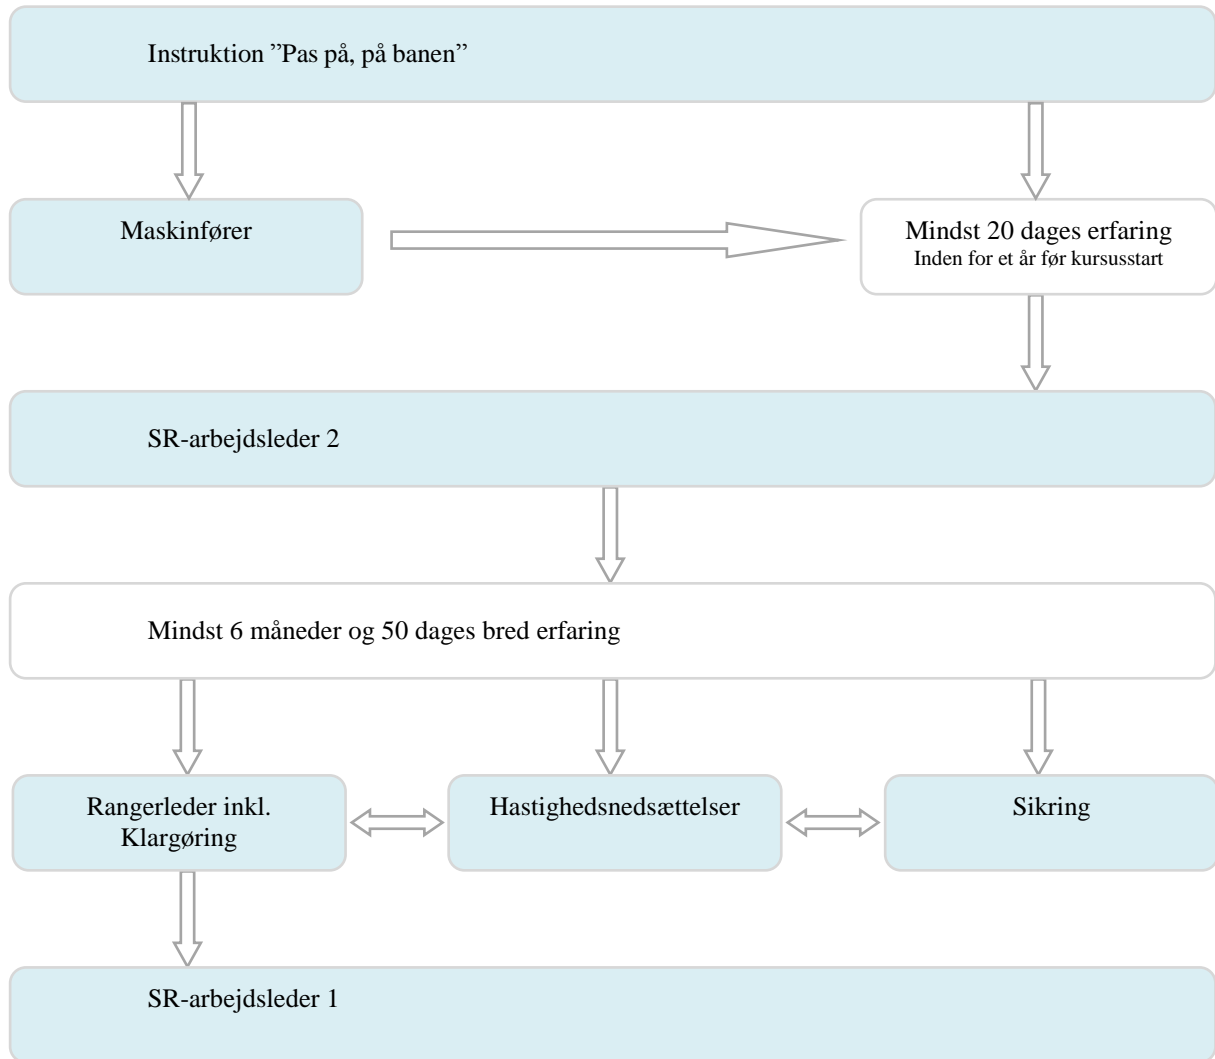 Instruktion ”Pas på, på banen”
Maskinfører
Mindst 20 dages erfaring
Inden for et år før kursusstart
SR-arbejdsleder 2
Mindst 6 måneder og 50 dages bred erfaring
Rangerleder inkl.
Klargøring
Hastighedsnedsættelser
Sikring
SR-arbejdsleder 1